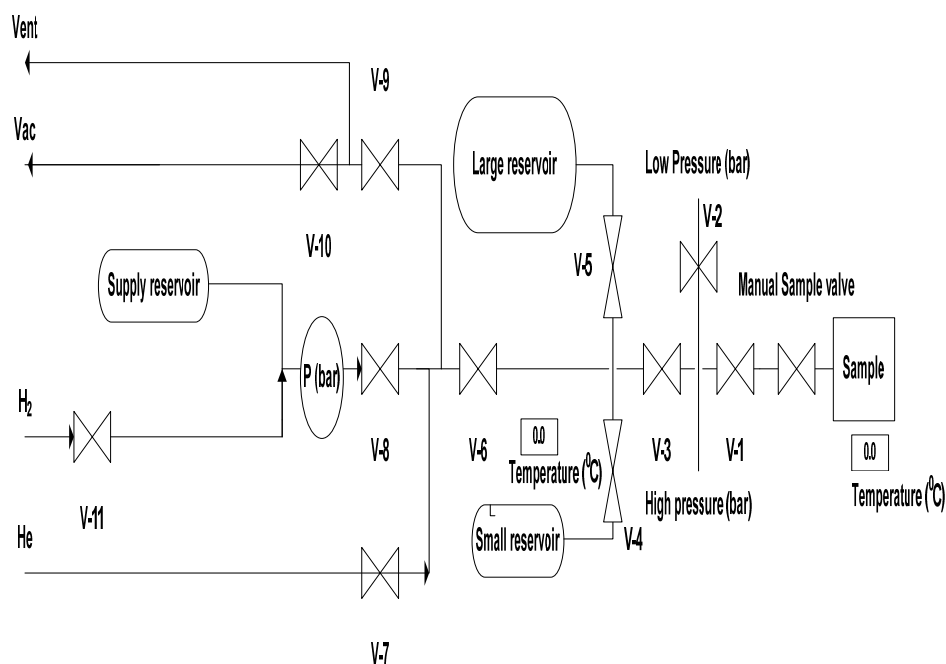 Vent
V-9
Vac
Large reservoir
Low Pressure (bar)
V-2
V-10
V-5
Supply reservoir
Manual Sample valve
P (bar)
Sample
H₂
V-8
V-6
0.0
V-3
V-1
0.0
Temperature (⁰C)
Temperature (⁰C)
High pressure (bar)
V-11
He
Small reservoir
V-4
V-7